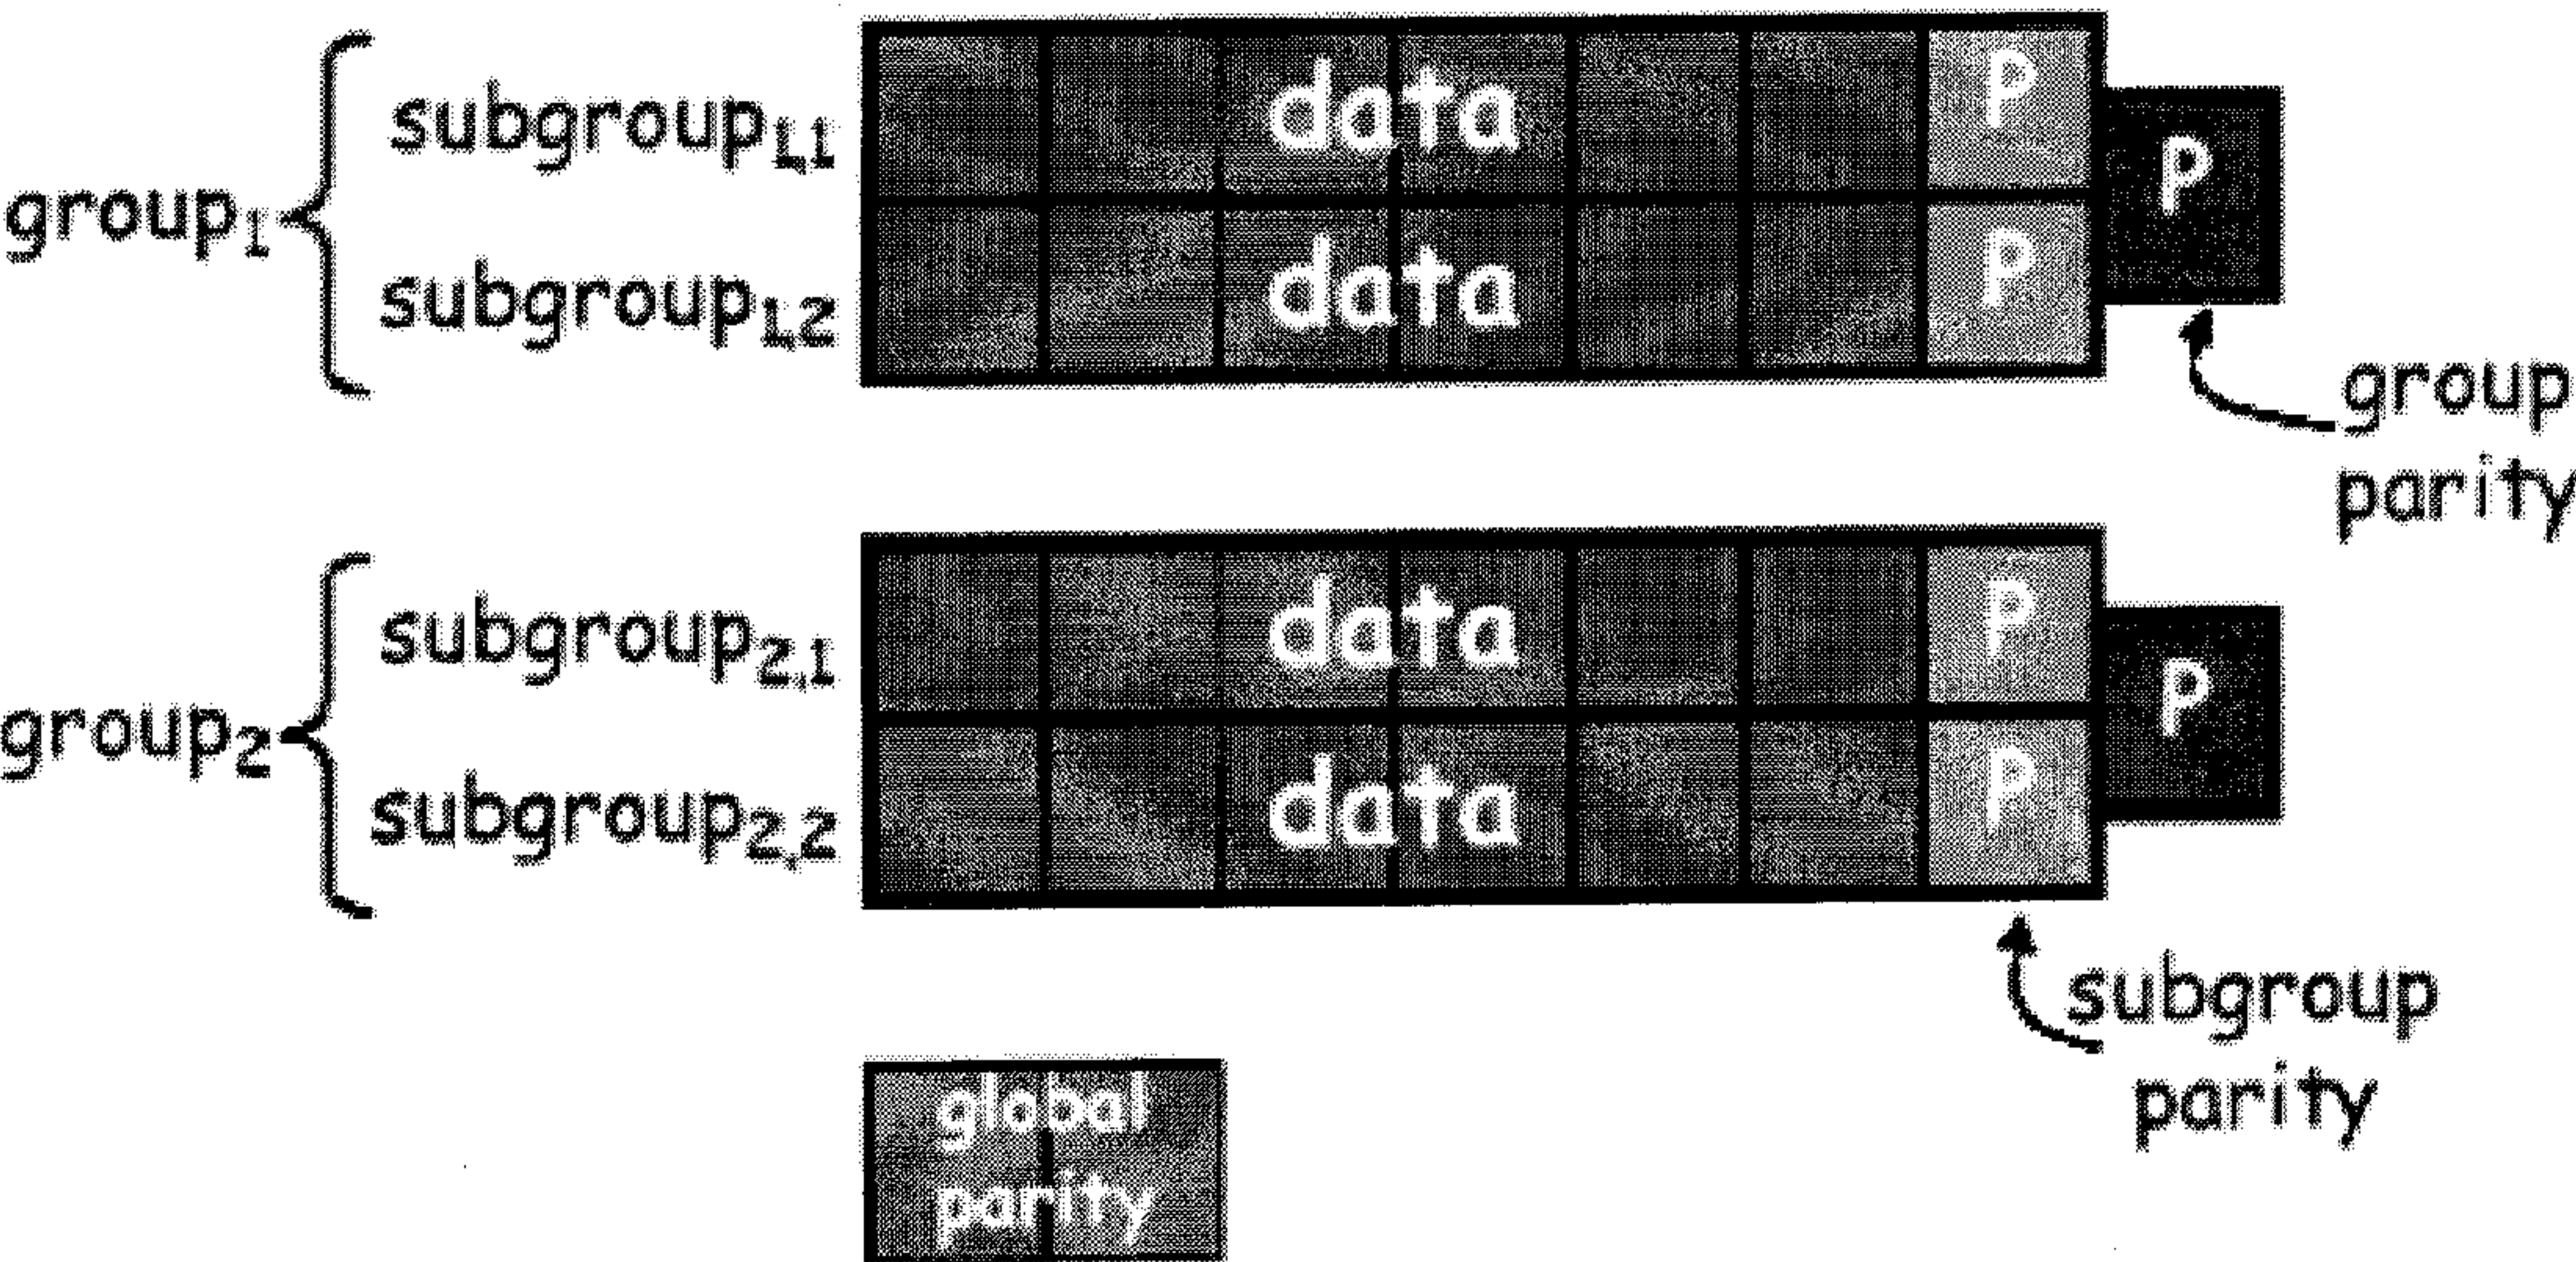 subgroup1,1 data P
group1 P
subgroup1,2 data P
group
parity
subgroup2,1 data P
group2 P
subgroup2,2 data P
subgroup
parity
global
parity